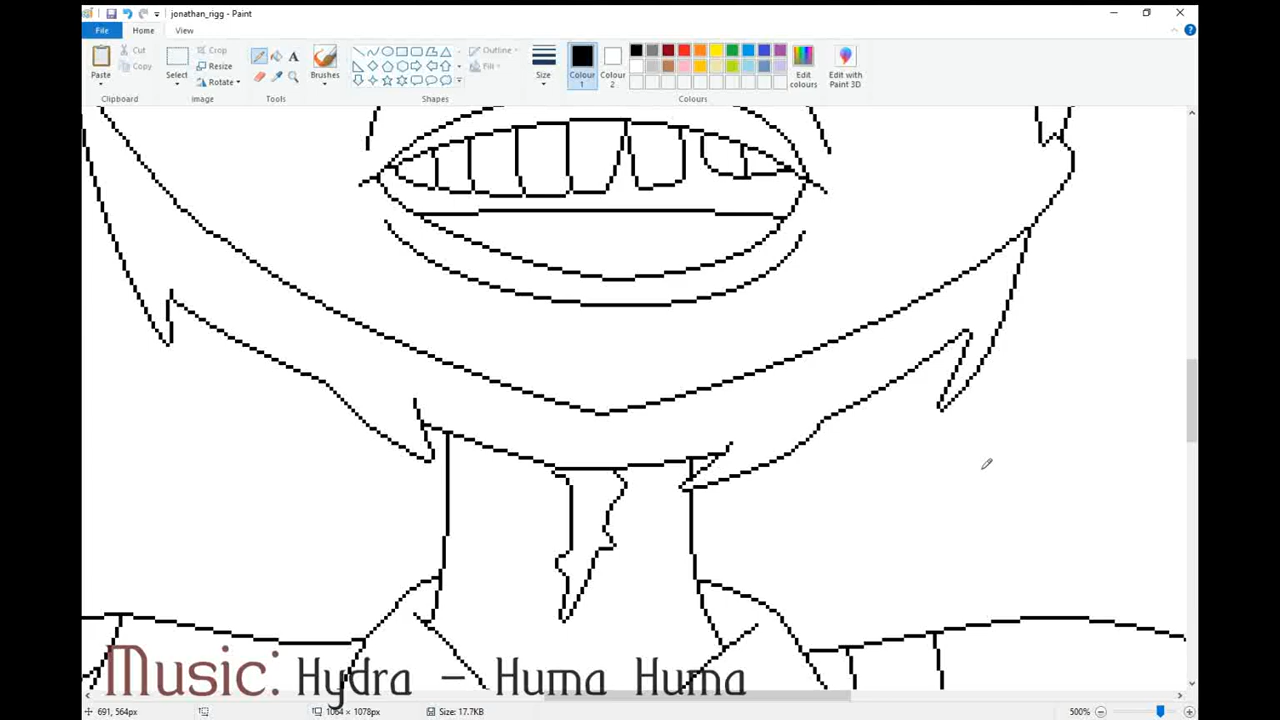 jonathan_rigg - Paint
File Home View
Paste
Cut
Copy
Clipboard
Select
Crop
Resize
Rotate
Image
A
Tools
Brushes
Outline
Fill
Shapes
Size
Colour 1
Colour 2
Edit colours
Edit with Paint 3D
Colours
Music: Hydra – Huma Huma
691, 564px
1064 × 1078px
Size: 17.7KB
500%